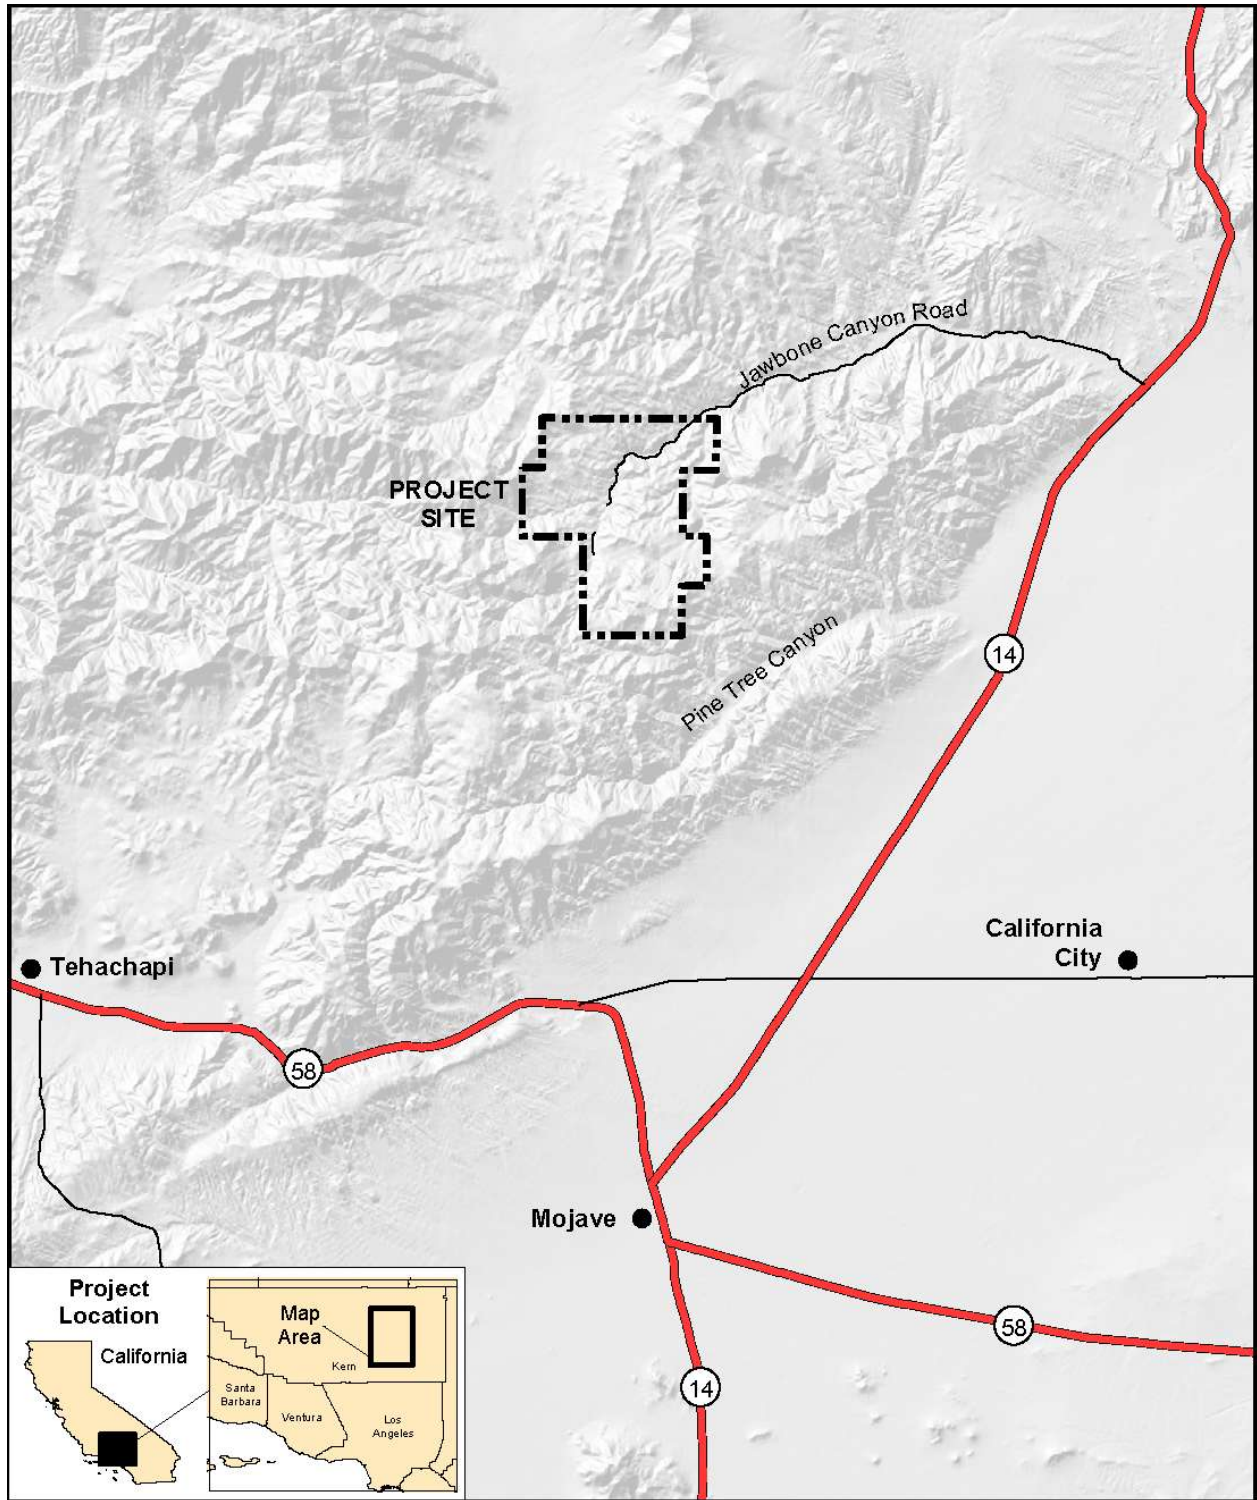 Jawbone Canyon Road
PROJECT
SITE
Pine Tree Canyon
14
California
City
Tehachapi
58
Mojave
58
14
Project
Location
California
Map
Area
Kern
Santa
Barbara
Ventura
Los
Angeles